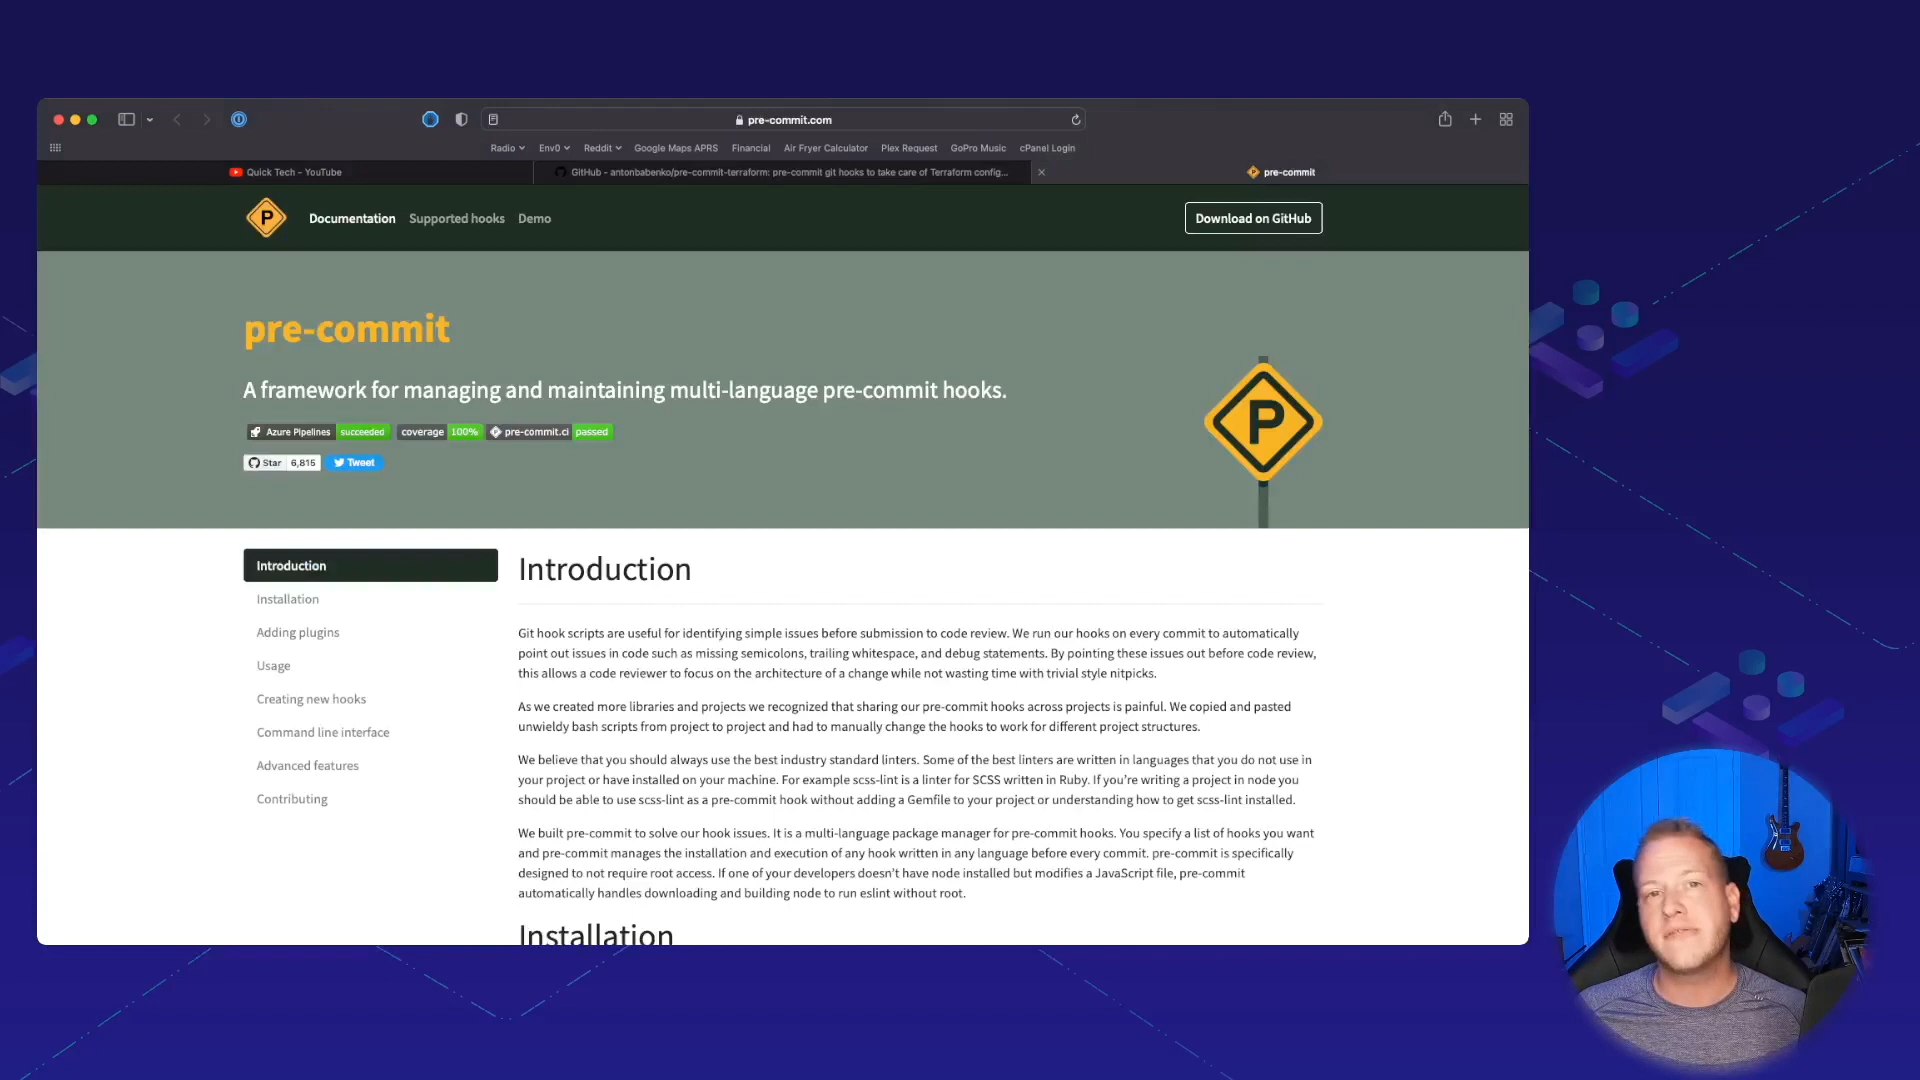 pre-commit.com
Radio
Env0
Reddit
Google Maps APRS
Financial
Air Fryer Calculator
Plex Request
GoPro Music
cPanel Login
Quick Tech - YouTube
GitHub - antonbabenko/pre-commit-terraform: pre-commit git hooks to take care of Terraform config...
pre-commit
P
Documentation
Supported hooks
Demo
Download on GitHub
pre-commit
A framework for managing and maintaining multi-language pre-commit hooks.
Azure Pipelines succeeded
coverage 100%
pre-commit.ci passed
Star 6,815
Tweet
P
Introduction
Installation
Adding plugins
Usage
Creating new hooks
Command line interface
Advanced features
Contributing
Introduction
Git hook scripts are useful for identifying simple issues before submission to code review. We run our hooks on every commit to automatically
point out issues in code such as missing semicolons, trailing whitespace, and debug statements. By pointing these issues out before code review,
this allows a code reviewer to focus on the architecture of a change while not wasting time with trivial style nitpicks.
As we created more libraries and projects we recognized that sharing our pre-commit hooks across projects is painful. We copied and pasted
unwieldy bash scripts from project to project and had to manually change the hooks to work for different project structures.
We believe that you should always use the best industry standard linters. Some of the best linters are written in languages that you do not use in
your project or have installed on your machine. For example scss-lint is a linter for SCSS written in Ruby. If you're writing a project in node you
should be able to use scss-lint as a pre-commit hook without adding a Gemfile to your project or understanding how to get scss-lint installed.
We built pre-commit to solve our hook issues. It is a multi-language package manager for pre-commit hooks. You specify a list of hooks you want
and pre-commit manages the installation and execution of any hook written in any language before every commit. pre-commit is specifically
designed to not require root access. If one of your developers doesn't have node installed but modifies a JavaScript file, pre-commit
automatically handles downloading and building node to run eslint without root.
Installation